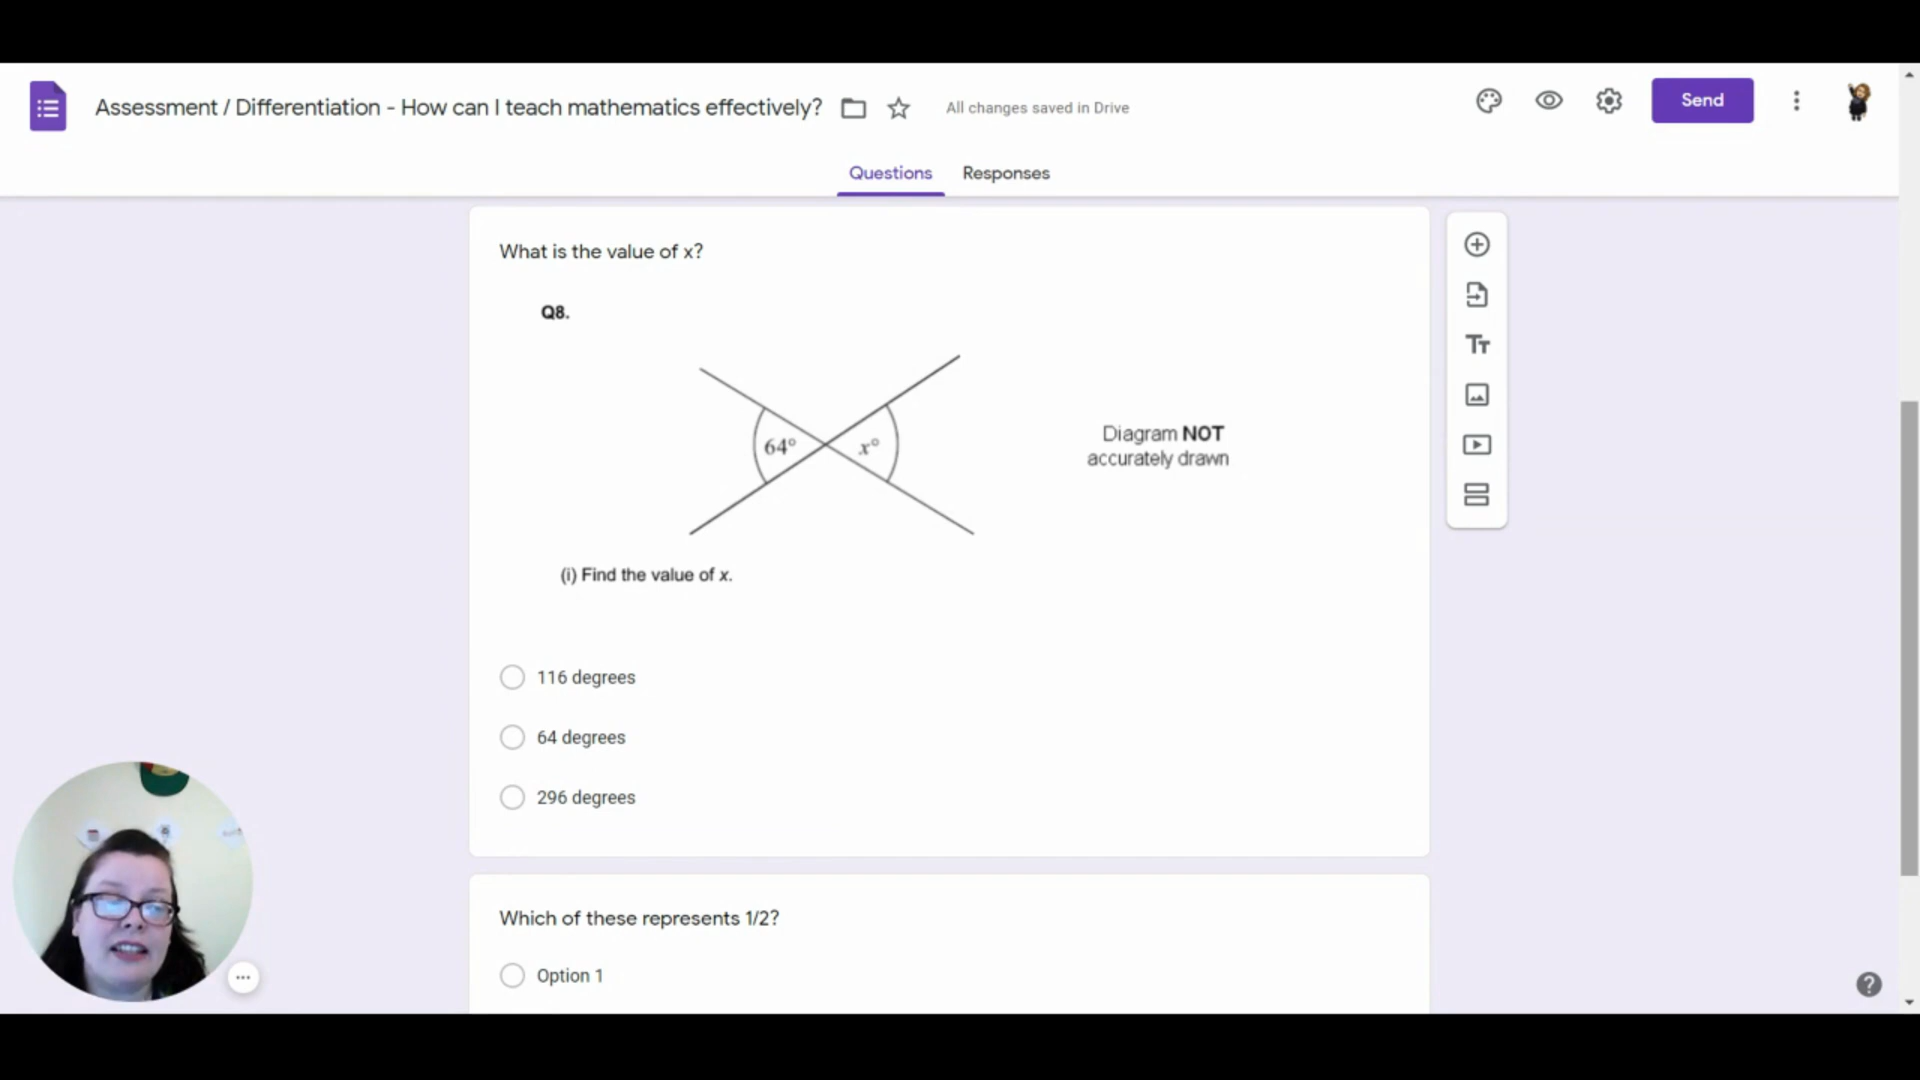 Assessment / Differentiation - How can I teach mathematics effectively?
All changes saved in Drive
Send
Questions
Responses
What is the value of x?
Q8.
64°
x°
Diagram NOT
accurately drawn
(i) Find the value of x.
116 degrees
64 degrees
296 degrees
Which of these represents 1/2?
Option 1